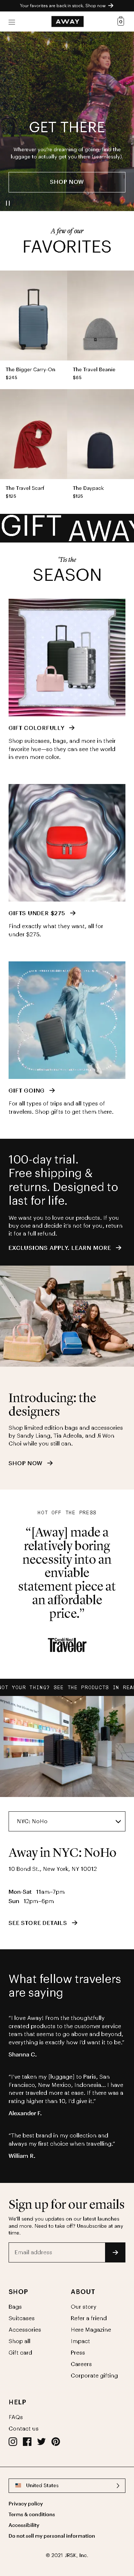 Your favorites are back in stock. Shop now
AWAY
0
GET THERE
Wherever you're dreaming of going, find the
luggage to actually get you there (seamlessly).
SHOP NOW
A few of our
FAVORITES
The Bigger Carry-On
$245
The Travel Beanie
$65
The Travel Scarf
$125
The Daypack
GIFT AWAY
'Tis the
SEASON
GIFT COLORFULLY
Shop suitcases, bags, and more in their
favorite hue—so they can see the world
in even more color.
GIFTS UNDER $275
Find exactly what they want, all for
under $275.
GIFT GOING
For all types of trips and all types of
travelers. Shop gifts to get them there.
100-day trial.
Free shipping &
returns. Designed to
last for life.
We want you to love our products. If you
buy one and decide it's not for you, return
it for a full refund.
EXCLUSIONS APPLY. LEARN MORE
Introducing: the
designers
Shop limited edition bags and accessories
by Sandy Liang, Tia Adeola, and Ji Won
Choi while you still can.
SHOP NOW
HOT OFF THE PRESS
“[Away] made a
relatively boring
necessity into an
enviable
statement piece at
an affordable
price.”
Traveler
NOT YOUR THING? SEE THE PRODUCTS IN REA
NYC: NoHo
Away in NYC: NoHo
10 Bond St., New York, NY 10012
Mon-Sat 11am–7pm
Sun 12pm–6pm
SEE STORE DETAILS
What fellow travelers
are saying
“I love Away! From the thoughtfully
created product to the customer service
team that seems to go above and beyond,
everything is exactly how I'd want it to be.”
Shanna C.
“I've taken my [luggage] to Paris, San
Francisco, New Mexico, Indonesia... I have
traveled more at ease. If there was a
rating higher than 10, I'd give it.”
Alexander F.
“The best brand in my collection and
always my first choice when travelling.”
William R.
Sign up for our emails
We'll send you updates on our latest launches
and more. Need to take off? Unsubscribe at any
time.
Email address
SHOP
Bags
Suitcases
Accessories
Shop all
Gift card
ABOUT
Our story
Refer a friend
Here Magazine
Impact
Press
Careers
Corporate gifting
HELP
FAQs
Contact us
United States
Privacy policy
Terms & conditions
Accessibility
Do not sell my personal information
© 2021 JRSK, Inc.